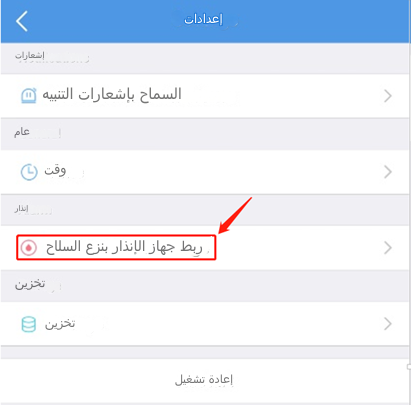 إعدادات
إشعارات
السماح بإشعارات التنبيه
عام
وقت
إنذار
ربط جهاز الإنذار بنزع السلاح
تخزين
تخزين
إعادة تشغيل